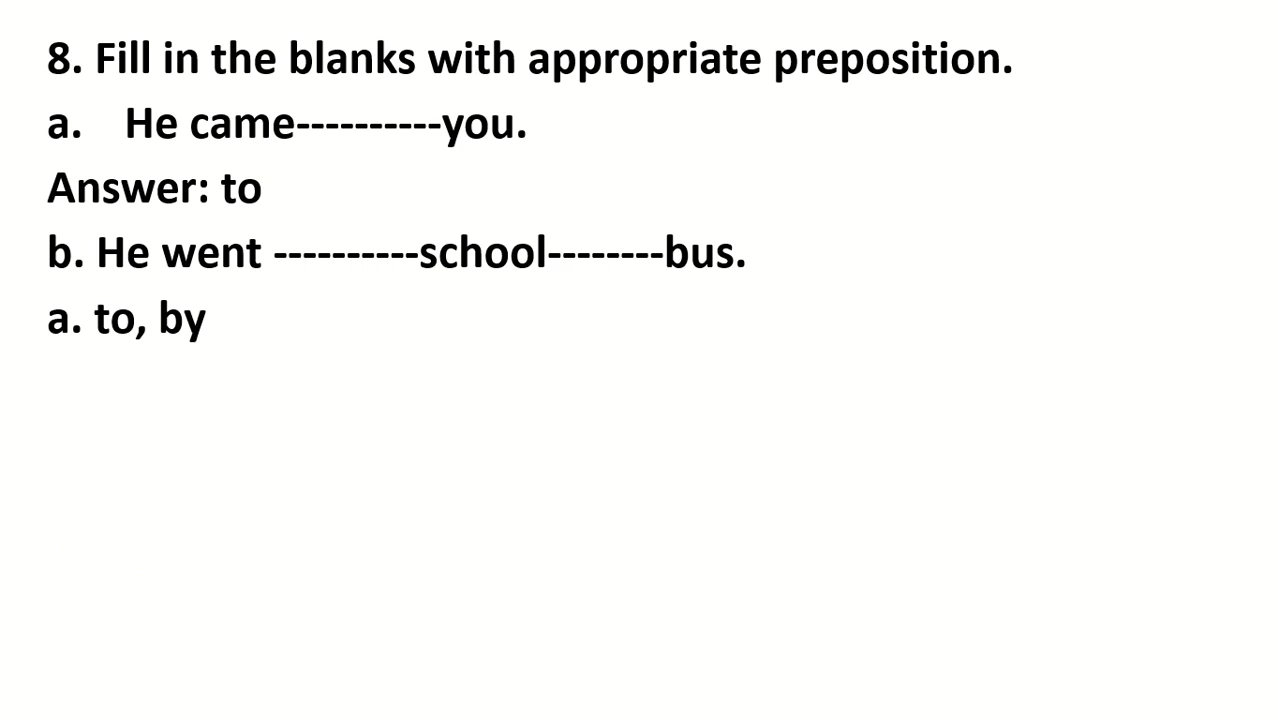 8. Fill in the blanks with appropriate preposition.
a. He came----------you.
Answer: to
b. He went ----------school--------bus.
a. to, by